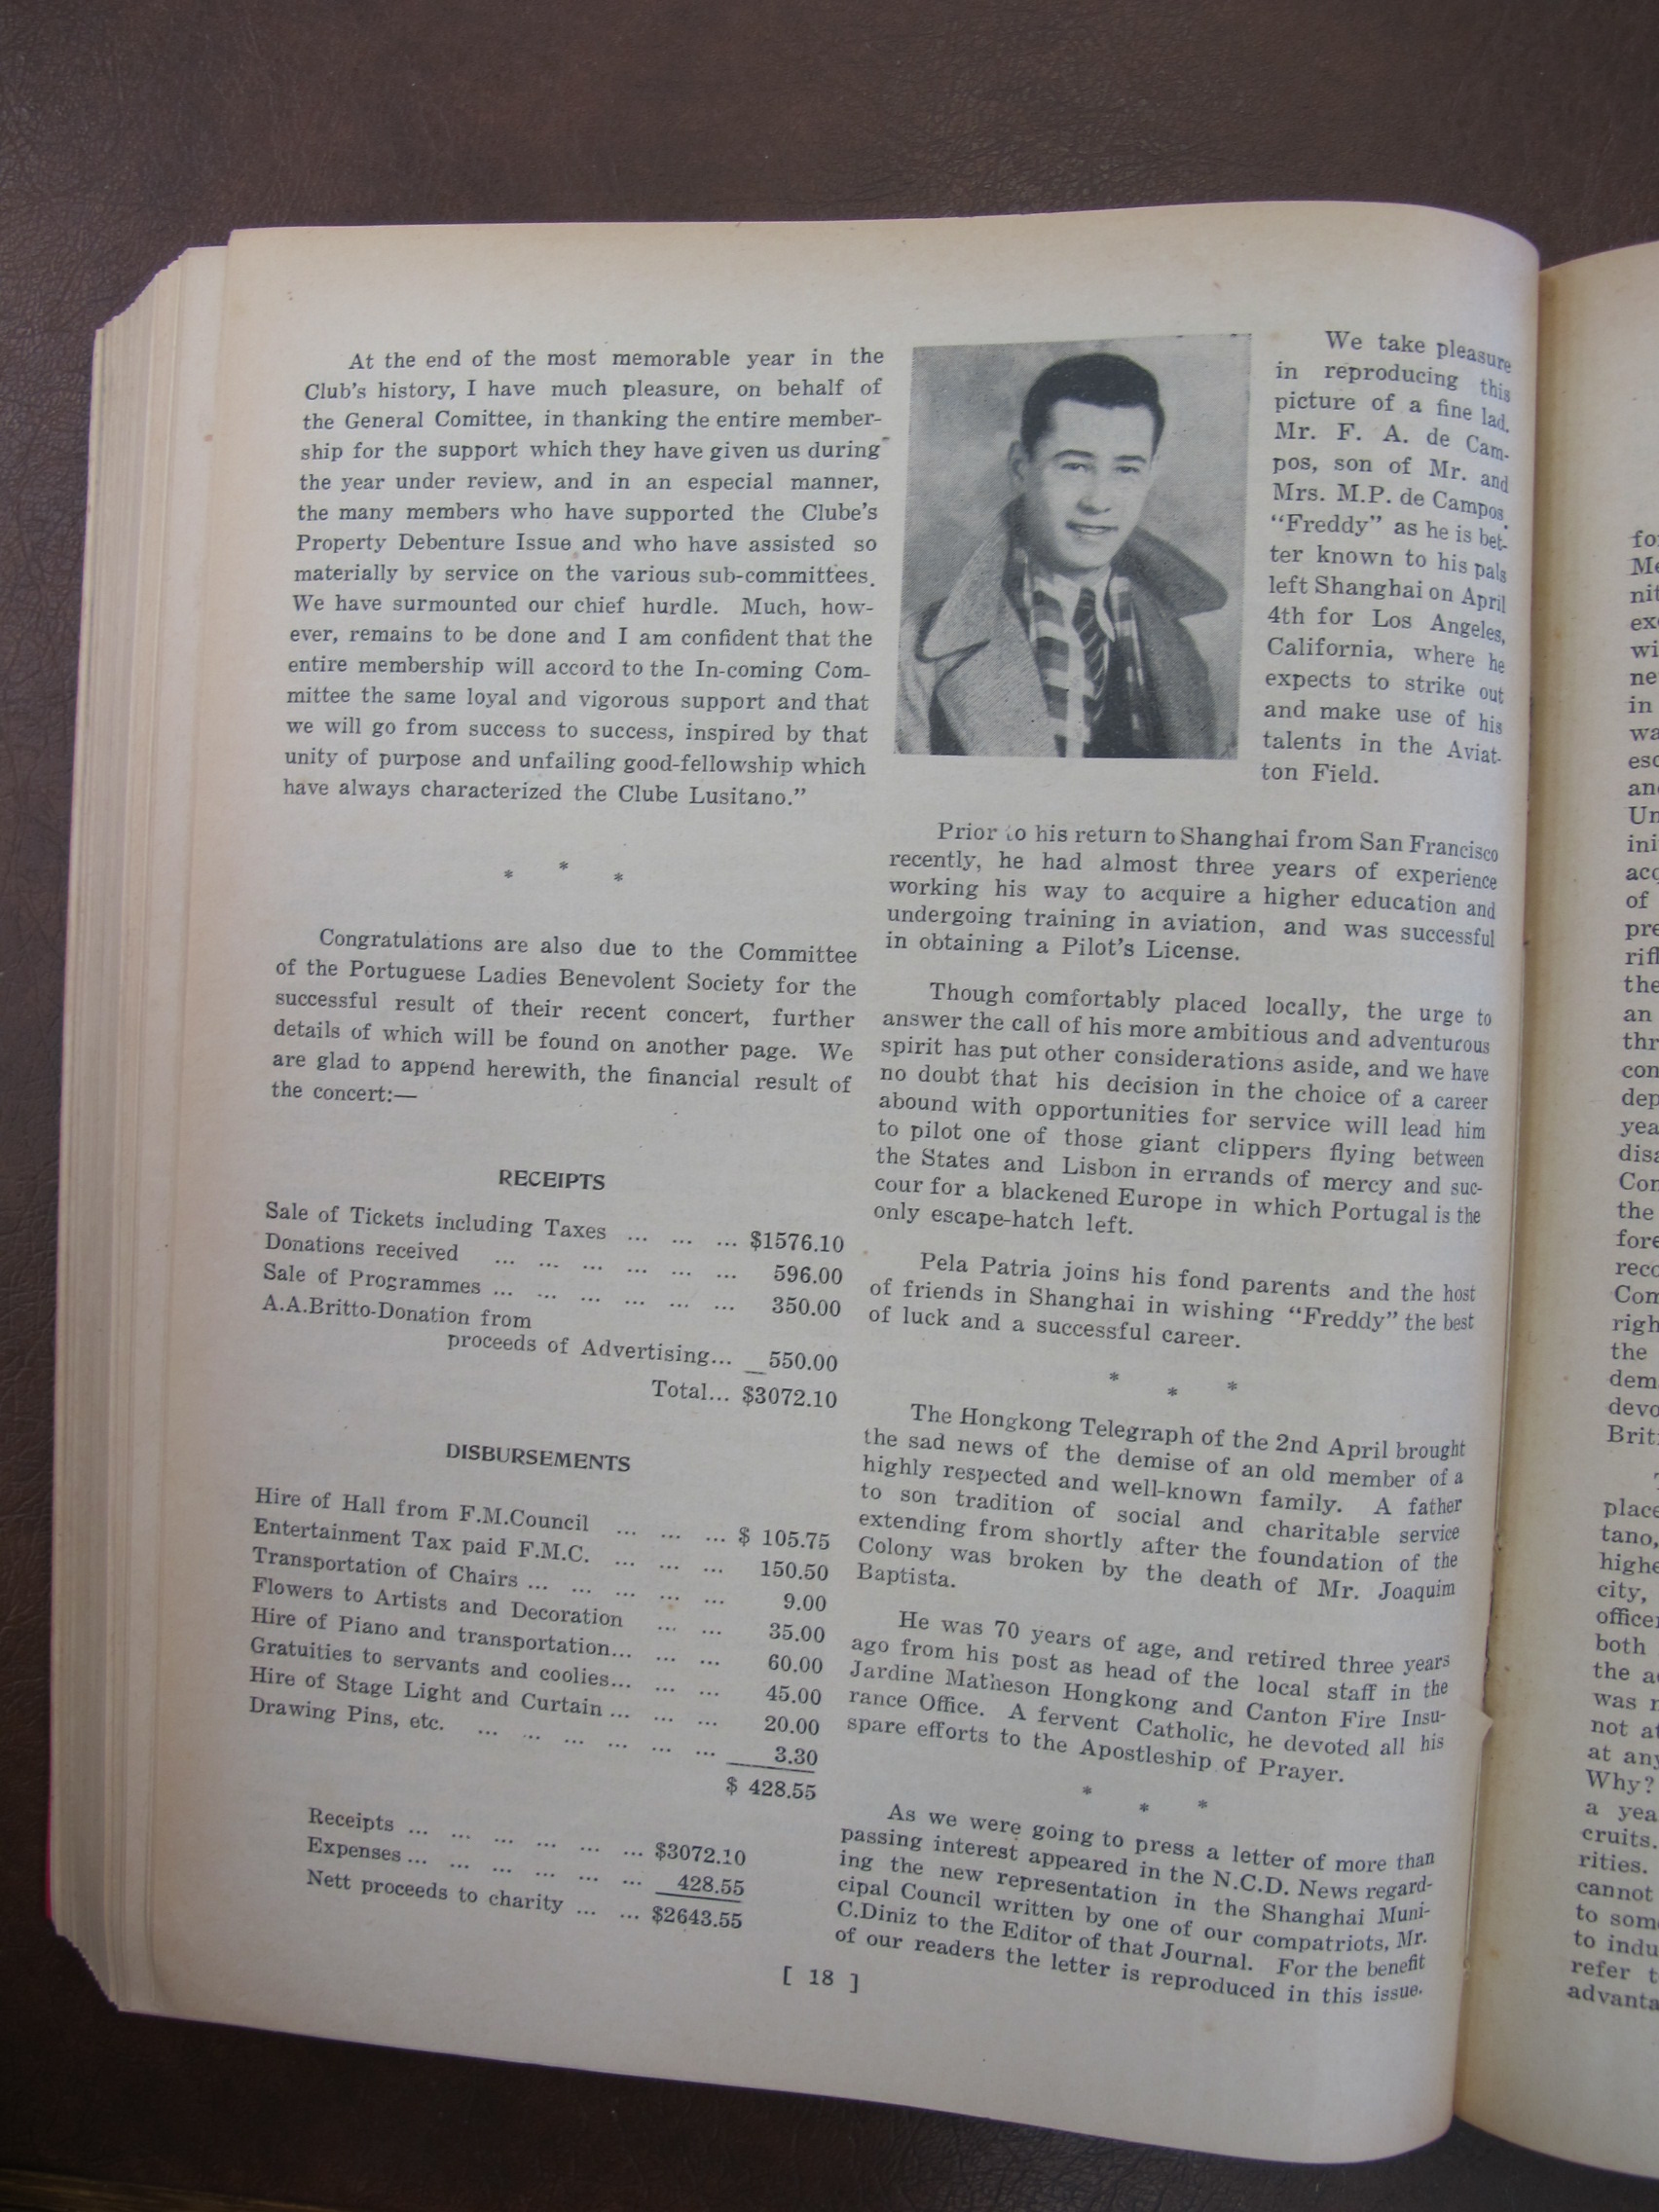 At the end of the most memorable year in the
Club's history, I have much pleasure, on behalf of
the General Comittee, in thanking the entire member-
ship for the support which they have given us during
the year under review, and in an especial manner,
the many members who have supported the Clube's
Property Debenture Issue and who have assisted so
materially by service on the various sub-committees.
We have surmounted our chief hurdle. Much, how-
ever, remains to be done and I am confident that the
entire membership will accord to the In-coming Com-
mittee the same loyal and vigorous support and that
we will go from success to success, inspired by that
unity of purpose and unfailing good-fellowship which
have always characterized the Clube Lusitano."
* * *
Congratulations are also due to the Committee
of the Portuguese Ladies Benevolent Society for the
successful result of their recent concert, further
details of which will be found on another page. We
are glad to append herewith, the financial result of
the concert:—
RECEIPTS
Sale of Tickets including Taxes ... ... ... $1576.10
Donations received ... ... ... ... ... ... 596.00
Sale of Programmes ... ... ... ... ... ... 350.00
A.A.Britto-Donation from
proceeds of Advertising... 550.00
Total... $3072.10
DISBURSEMENTS
Hire of Hall from F.M.Council ... ... ... $ 105.75
Entertainment Tax paid F.M.C. ... ... ... 150.50
Transportation of Chairs ... ... ... ... ... 9.00
Flowers to Artists and Decoration ... ... 35.00
Hire of Piano and transportation... ... ... 60.00
Gratuities to servants and coolies... ... ... 45.00
Hire of Stage Light and Curtain ... ... ... 20.00
Drawing Pins, etc. ... ... ... ... ... ... 3.30
$ 428.55
Receipts ... ... ... ... ... ... $3072.10
Expenses ... ... ... ... ... ... 428.55
Nett proceeds to charity ... ... $2643.55
We take pleasure
in reproducing this
picture of a fine lad.
Mr. F. A. de Cam-
pos, son of Mr. and
Mrs. M.P. de Campos.
"Freddy" as he is bet-
ter known to his pals
left Shanghai on April
4th for Los Angeles,
California, where he
expects to strike out
and make use of his
talents in the Aviat-
ton Field.
Prior to his return to Shanghai from San Francisco
recently, he had almost three years of experience
working his way to acquire a higher education and
undergoing training in aviation, and was successful
in obtaining a Pilot's License.
Though comfortably placed locally, the urge to
answer the call of his more ambitious and adventurous
spirit has put other considerations aside, and we have
no doubt that his decision in the choice of a career
abound with opportunities for service will lead him
to pilot one of those giant clippers flying between
the States and Lisbon in errands of mercy and suc-
cour for a blackened Europe in which Portugal is the
only escape-hatch left.
Pela Patria joins his fond parents and the host
of friends in Shanghai in wishing "Freddy" the best
of luck and a successful career.
* * *
The Hongkong Telegraph of the 2nd April brought
the sad news of the demise of an old member of a
highly respected and well-known family. A father
to son tradition of social and charitable service
extending from shortly after the foundation of the
Colony was broken by the death of Mr. Joaquim
Baptista.
He was 70 years of age, and retired three years
ago from his post as head of the local staff in the
Jardine Matheson Hongkong and Canton Fire Insu-
rance Office. A fervent Catholic, he devoted all his
spare efforts to the Apostleship of Prayer.
* * *
As we were going to press a letter of more than
passing interest appeared in the N.C.D. News regard-
ing the new representation in the Shanghai Muni-
cipal Council written by one of our compatriots, Mr.
C.Diniz to the Editor of that Journal. For the benefit
of our readers the letter is reproduced in this issue.
[ 18 ]